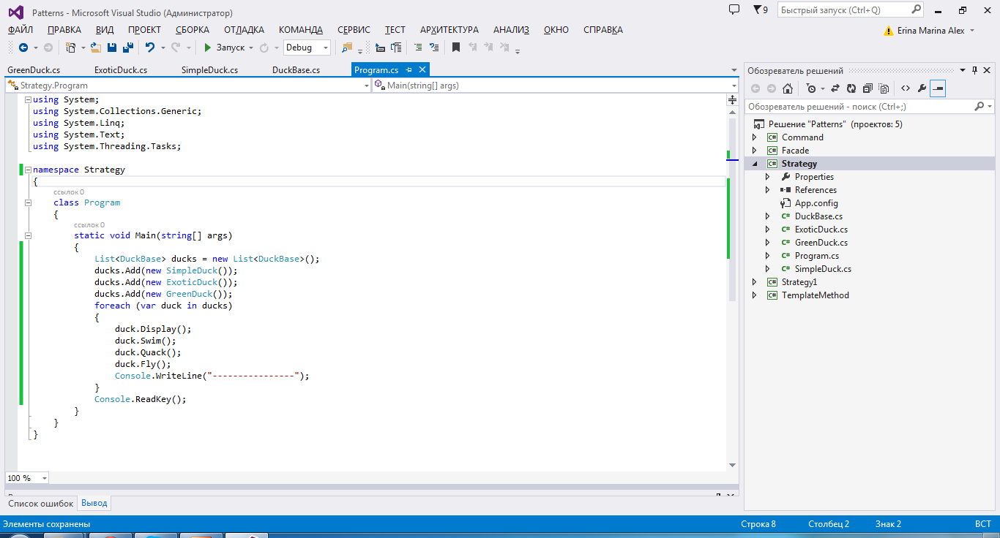 Patterns - Microsoft Visual Studio (Администратор)
9
Быстрый запуск (Ctrl+Q)
ФАЙЛ ПРАВКА ВИД ПРОЕКТ СБОРКА ОТЛАДКА КОМАНДА СЕРВИС ТЕСТ АРХИТЕКТУРА АНАЛИЗ ОКНО СПРАВКА
Erina Marina Alex
Запуск Debug
GreenDuck.cs ExoticDuck.cs SimpleDuck.cs DuckBase.cs Program.cs
Strategy.Program Main(string[] args)
using System;
using System.Collections.Generic;
using System.Linq;
using System.Text;
using System.Threading.Tasks;
namespace Strategy
{
ссылок 0
class Program
{
ссылок 0
static void Main(string[] args)
{
List<DuckBase> ducks = new List<DuckBase>();
ducks.Add(new SimpleDuck());
ducks.Add(new ExoticDuck());
ducks.Add(new GreenDuck());
foreach (var duck in ducks)
{
duck.Display();
duck.Swim();
duck.Quack();
duck.Fly();
Console.WriteLine("----------------");
}
Console.ReadKey();
}
}
}
100 %
Список ошибок Вывод
Обозреватель решений
Обозреватель решений - поиск (Ctrl+;)
Решение "Patterns" (проектов: 5)
C# Command
C# Facade
C# Strategy
Properties
References
App.config
C# DuckBase.cs
C# ExoticDuck.cs
C# GreenDuck.cs
C# Program.cs
C# SimpleDuck.cs
C# Strategy1
C# TemplateMethod
Элементы сохранены Строка 8 Столбец 2 Знак 2 ВСТ